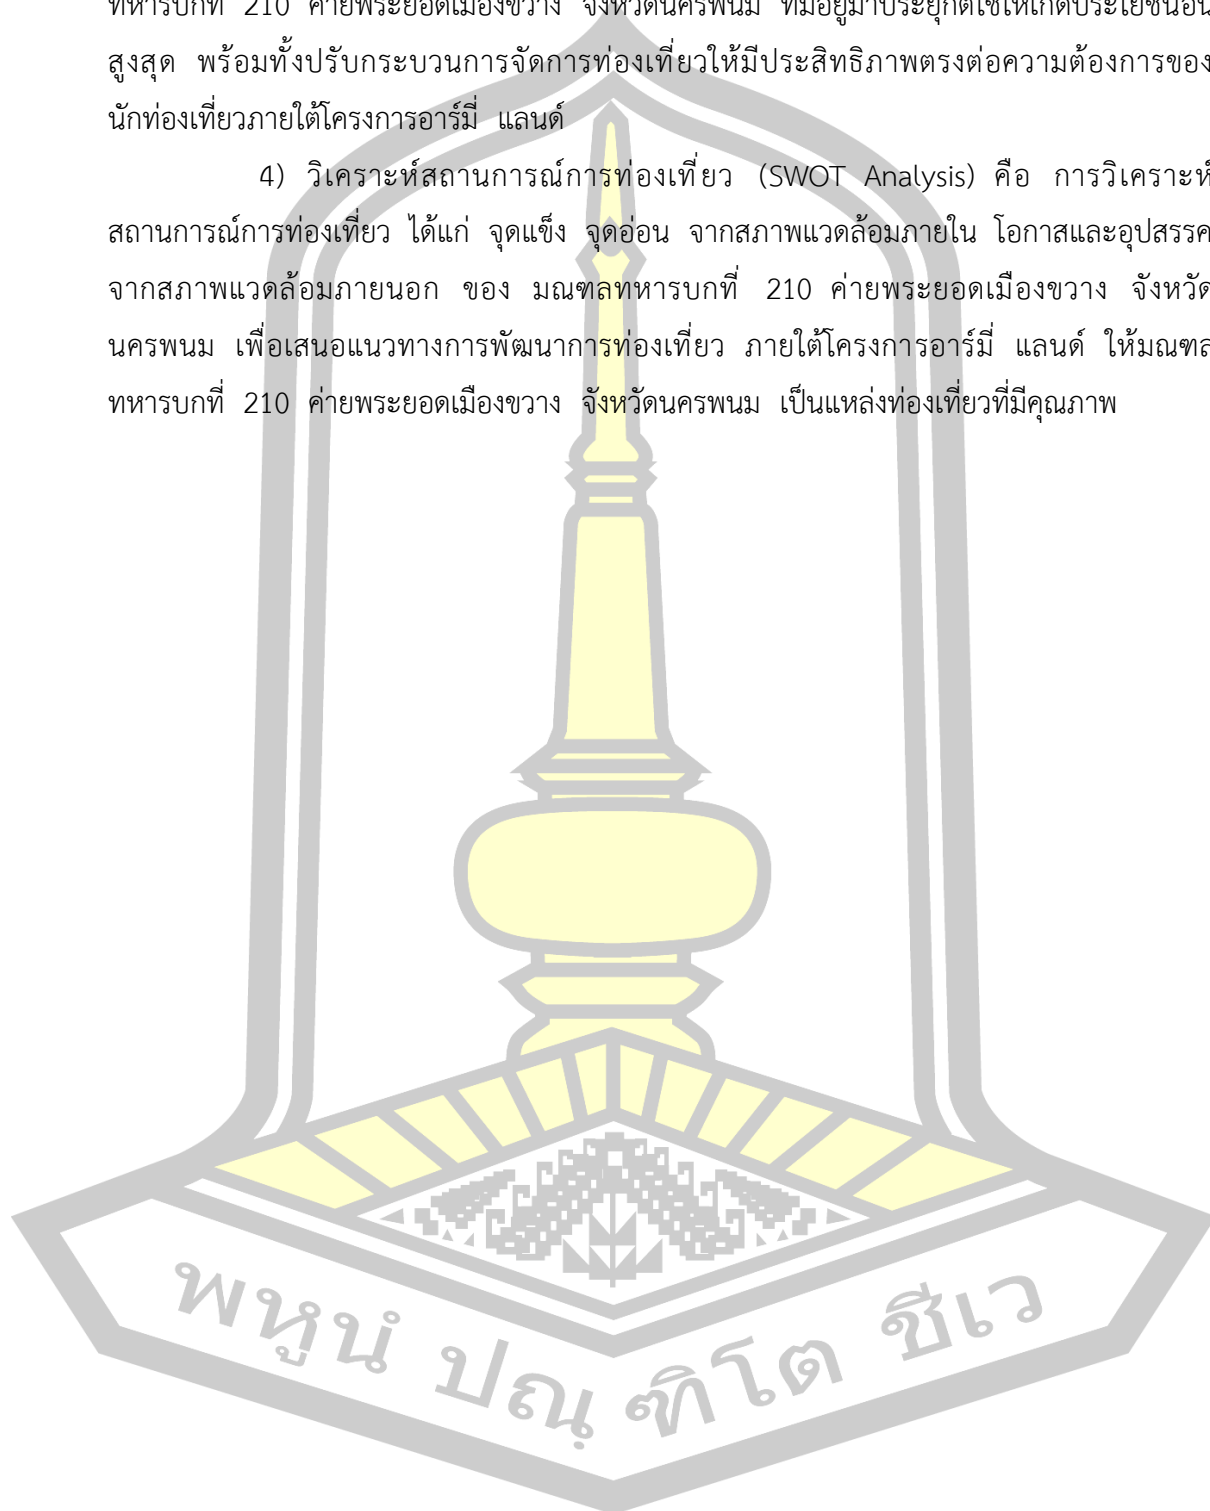 ทหารบกที่ 210 ค่ายพระยอดเมืองขวาง จังหวัดนครพนม ที่มีอยู่มาประยุกต์ใช้ให้เกิดประโยชน์อัน
สูงสุด พร้อมทั้งปรับกระบวนการจัดการท่องเที่ยวให้มีประสิทธิภาพตรงต่อความต้องการของ
นักท่องเที่ยวภายใต้โครงการอาร์มี่ แลนด์
4) วิเคราะห์สถานการณ์การท่องเที่ยว (SWOT Analysis) คือ การวิเคราะห์
สถานการณ์การท่องเที่ยว ได้แก่ จุดแข็ง จุดอ่อน จากสภาพแวดล้อมภายใน โอกาสและอุปสรรค
จากสภาพแวดล้อมภายนอก ของ มณฑลทหารบกที่ 210 ค่ายพระยอดเมืองขวาง จังหวัด
นครพนม เพื่อเสนอแนวทางการพัฒนาการท่องเที่ยว ภายใต้โครงการอาร์มี่ แลนด์ ให้มณฑล
ทหารบกที่ 210 ค่ายพระยอดเมืองขวาง จังหวัดนครพนม เป็นแหล่งท่องเที่ยวที่มีคุณภาพ
พหูนํ ปณฺฑิโต ชีเว